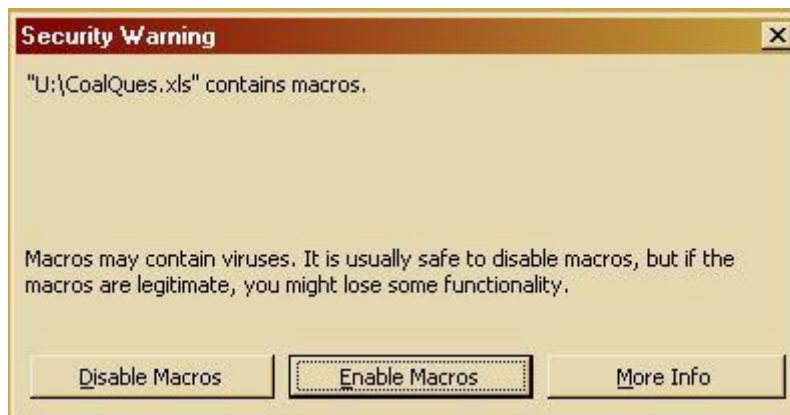 Security Warning
"U:\CoalQues.xls" contains macros.
Macros may contain viruses. It is usually safe to disable macros, but if the
macros are legitimate, you might lose some functionality.
Disable Macros Enable Macros More Info